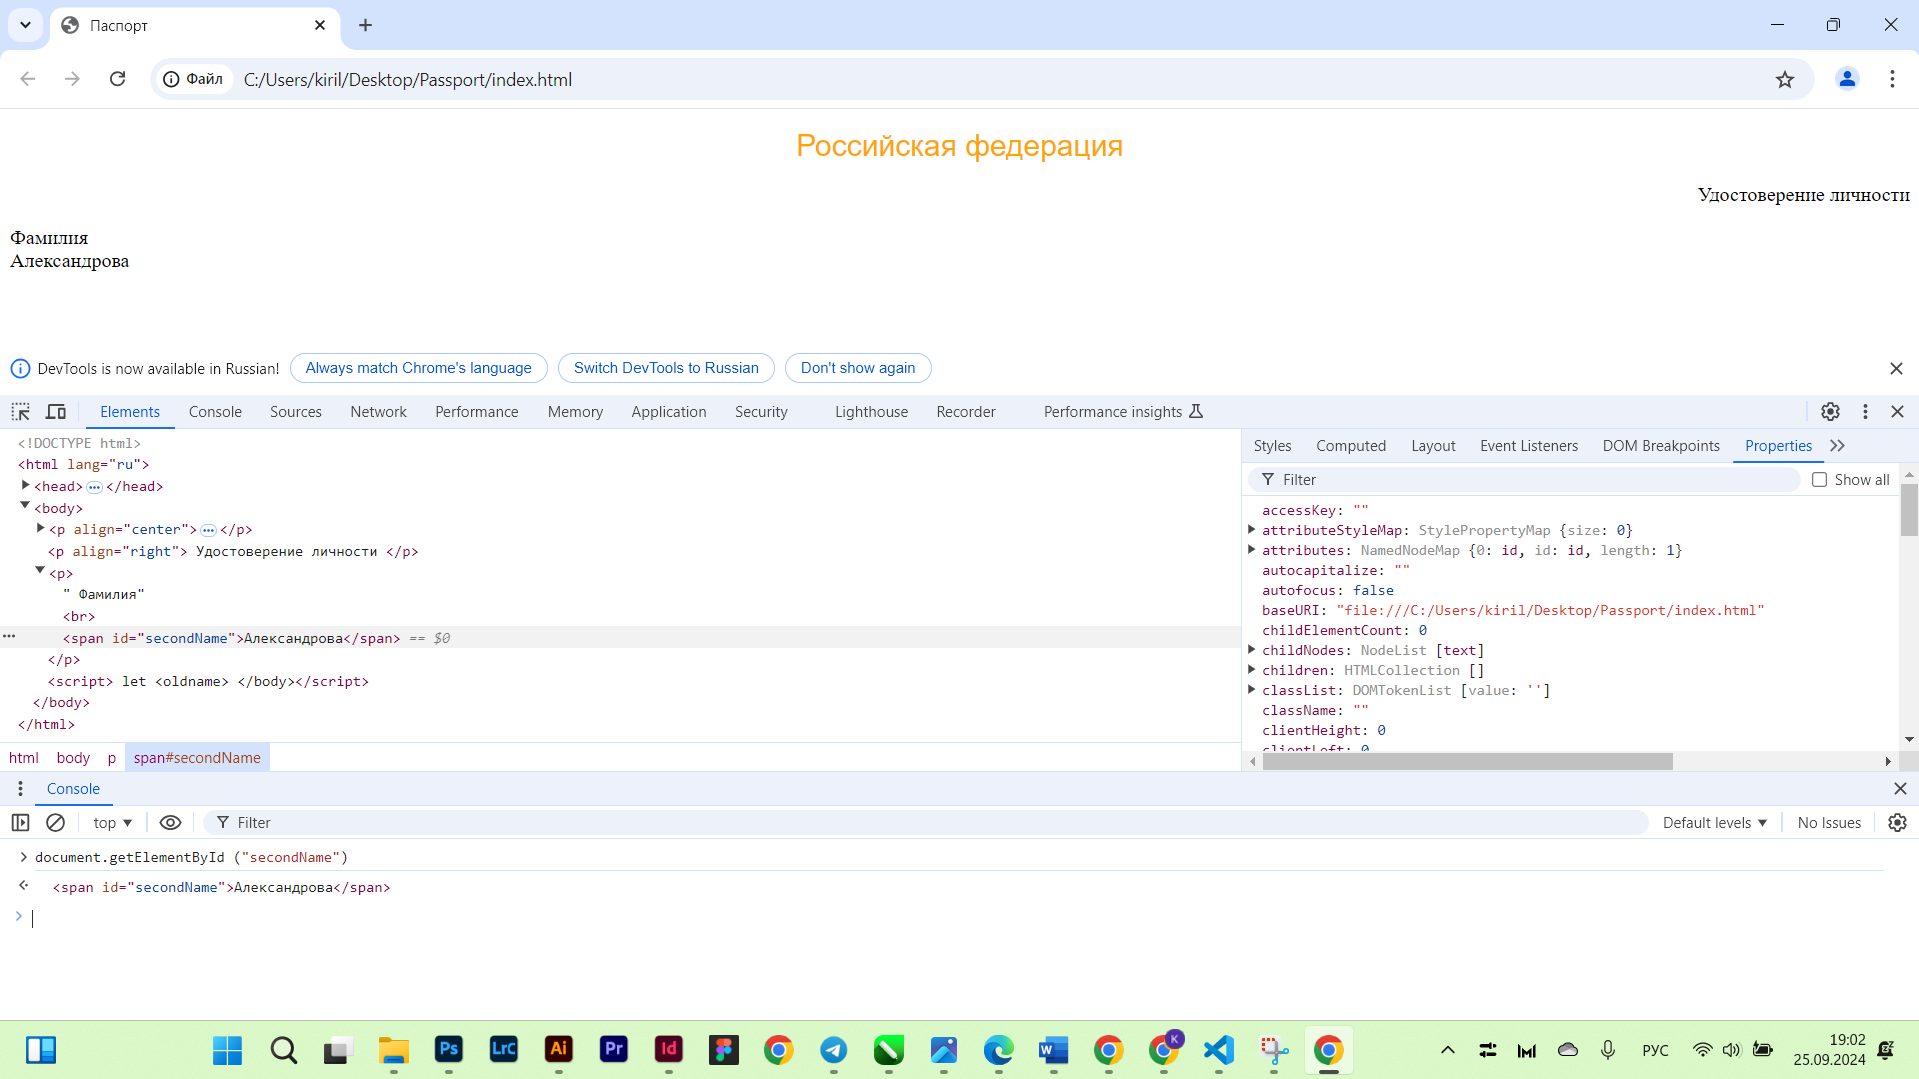 Паспорт
Файл
C:/Users/kiril/Desktop/Passport/index.html
Российская федерация
Удостоверение личности
Фамилия
Александрова
DevTools is now available in Russian! Always match Chrome's language Switch DevTools to Russian Don't show again
Elements Console Sources Network Performance Memory Application Security Lighthouse Recorder Performance insights
<!DOCTYPE html>
<html lang="ru">
<head> ••• </head>
<body>
<p align="center"> ••• </p>
<p align="right"> Удостоверение личности </p>
<p>
" Фамилия"
<br>
<span id="secondName">Александрова</span> == $0
</p>
<script> let <oldname> </body></script>
</body>
</html>
html body p span#secondName
Styles Computed Layout Event Listeners DOM Breakpoints Properties
Filter Show all
accessKey: ""
attributeStyleMap: StylePropertyMap {size: 0}
attributes: NamedNodeMap {0: id, id: id, length: 1}
autocapitalize: ""
autofocus: false
baseURI: "file:///C:/Users/kiril/Desktop/Passport/index.html"
childElementCount: 0
childNodes: NodeList [text]
children: HTMLCollection []
classList: DOMTokenList [value: '']
className: ""
clientHeight: 0
clientLeft: 0
Console
top Filter Default levels No Issues
document.getElementById ("secondName")
<span id="secondName">Александрова</span>
Ps LrC Ai Pr Id W K
РУС
19:02
25.09.2024